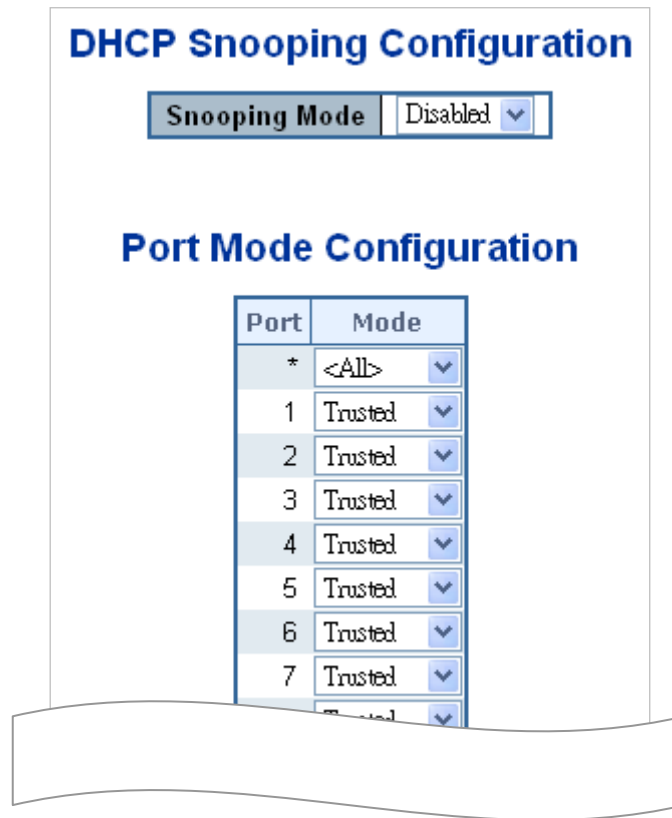 DHCP Snooping Configuration
Snooping Mode Disabled
Port Mode Configuration
Port Mode
* <All>
1 Trusted
2 Trusted
3 Trusted
4 Trusted
5 Trusted
6 Trusted
7 Trusted
Trusted